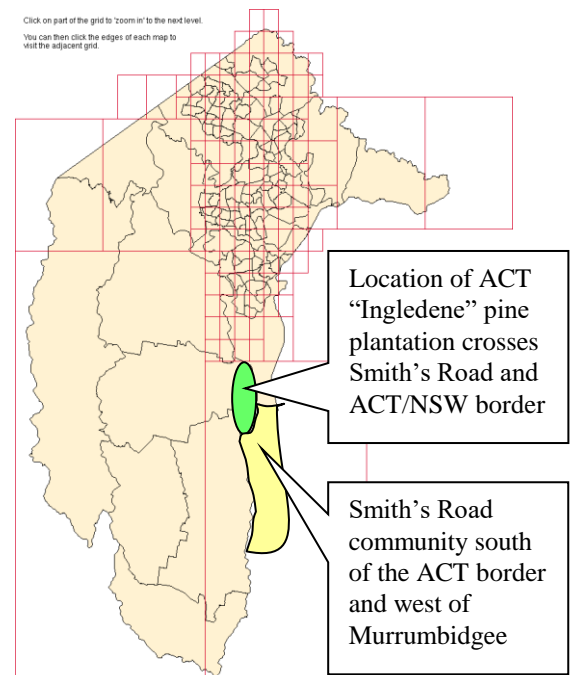 Click on part of the grid to 'zoom in' to the next level.
You can then click the edges of each map to
visit the adjacent grid.
Location of ACT
“Ingledene” pine
plantation crosses
Smith’s Road and
ACT/NSW border
Smith’s Road
community south
of the ACT border
and west of
Murrumbidgee